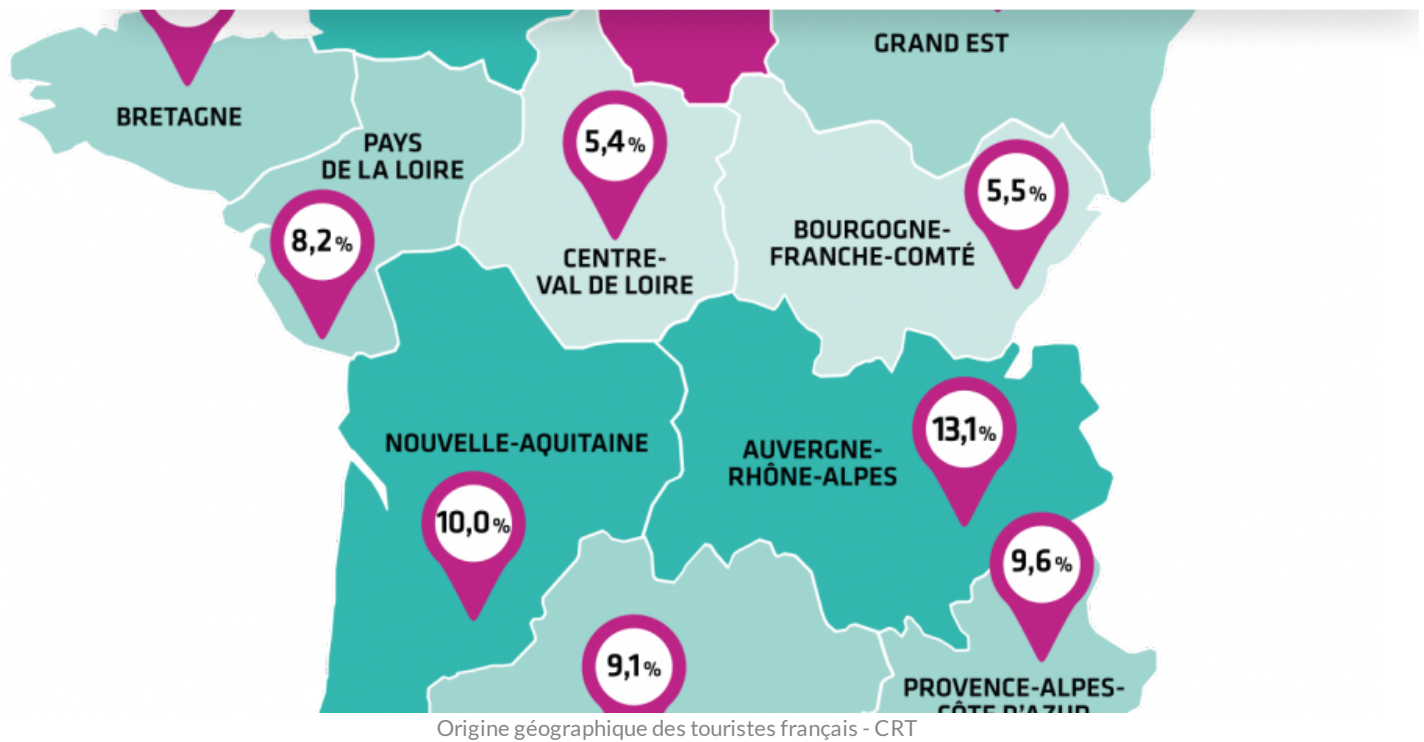 GRAND EST
BRETAGNE
PAYS
DE LA LOIRE
5,4%
5,5%
8,2%
CENTRE-
VAL DE LOIRE
BOURGOGNE-
FRANCHE-COMTÉ
13,1%
NOUVELLE-AQUITAINE
AUVERGNE-
RHÔNE-ALPES
10,0%
9,6%
9,1%
PROVENCE-ALPES-
CÔTE D'AZUR
Origine géographique des touristes français - CRT